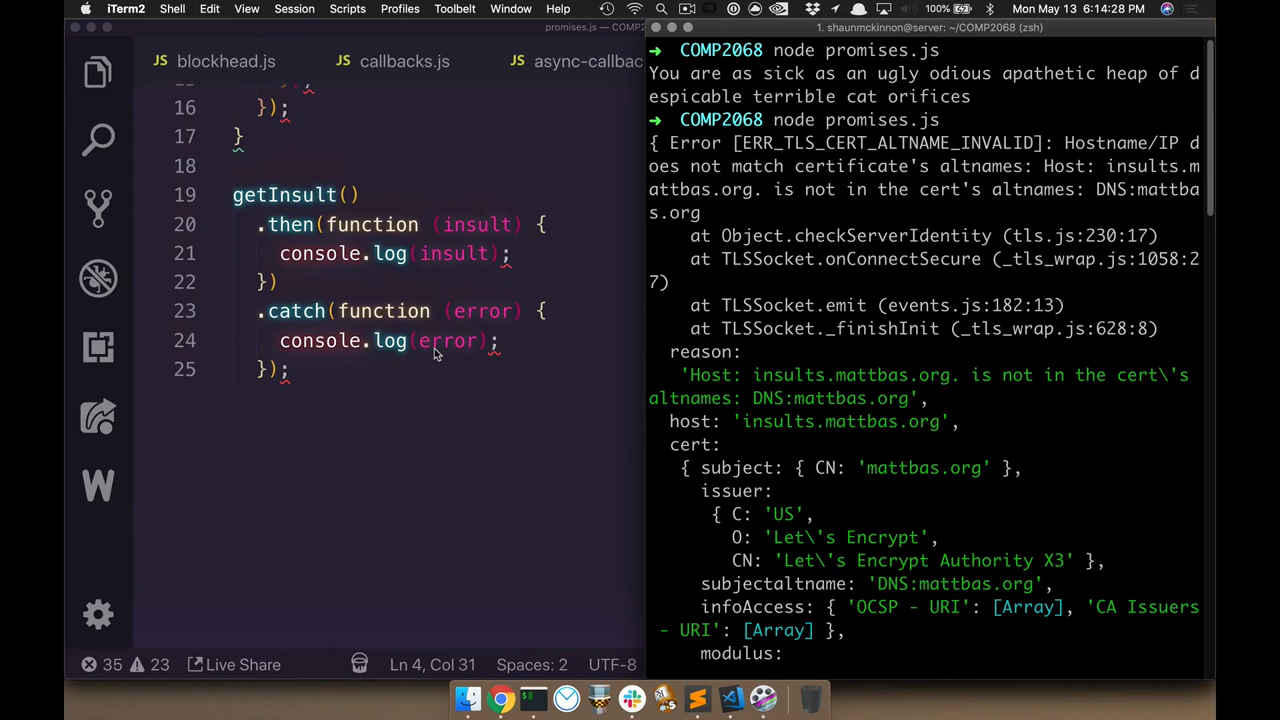 iTerm2 Shell Edit View Session Scripts Profiles Toolbelt Window Help 100% Mon May 13 6:14:28 PM
promises.js — COMP2
JS blockhead.js JS callbacks.js JS async-callbac
15
16 });
17 }
18
19 getInsult()
20 .then(function (insult) {
21 console.log(insult);
22 })
23 .catch(function (error) {
24 console.log(error);
25 });
W
35 23 Live Share Ln 4, Col 31 Spaces: 2 UTF-8
1. shaunmckinnon@server: ~/COMP2068 (zsh)
➜ COMP2068 node promises.js
You are as sick as an ugly odious apathetic heap of d
espicable terrible cat orifices
➜ COMP2068 node promises.js
{ Error [ERR_TLS_CERT_ALTNAME_INVALID]: Hostname/IP d
oes not match certificate's altnames: Host: insults.m
attbas.org. is not in the cert's altnames: DNS:mattba
s.org
at Object.checkServerIdentity (tls.js:230:17)
at TLSSocket.onConnectSecure (_tls_wrap.js:1058:2
7)
at TLSSocket.emit (events.js:182:13)
at TLSSocket._finishInit (_tls_wrap.js:628:8)
reason:
'Host: insults.mattbas.org. is not in the cert\'s
altnames: DNS:mattbas.org',
host: 'insults.mattbas.org',
cert:
{ subject: { CN: 'mattbas.org' },
issuer:
{ C: 'US',
O: 'Let\'s Encrypt',
CN: 'Let\'s Encrypt Authority X3' },
subjectaltname: 'DNS:mattbas.org',
infoAccess: { 'OCSP - URI': [Array], 'CA Issuers
- URI': [Array] },
modulus: